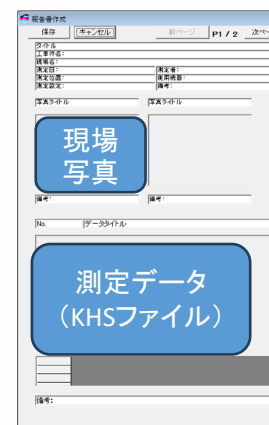 報告書作成
保存 キャンセル 前ページ P1 / 2 次ペー
タイトル
工事件名:
現場名:
測定日: 測定者:
測定位置: 使用機器:
測定設定: 備考:
写真タイトル 写真タイトル
現場
写真
備考: 備考:
No. データタイトル
測定データ
(KHSファイル)
備考: